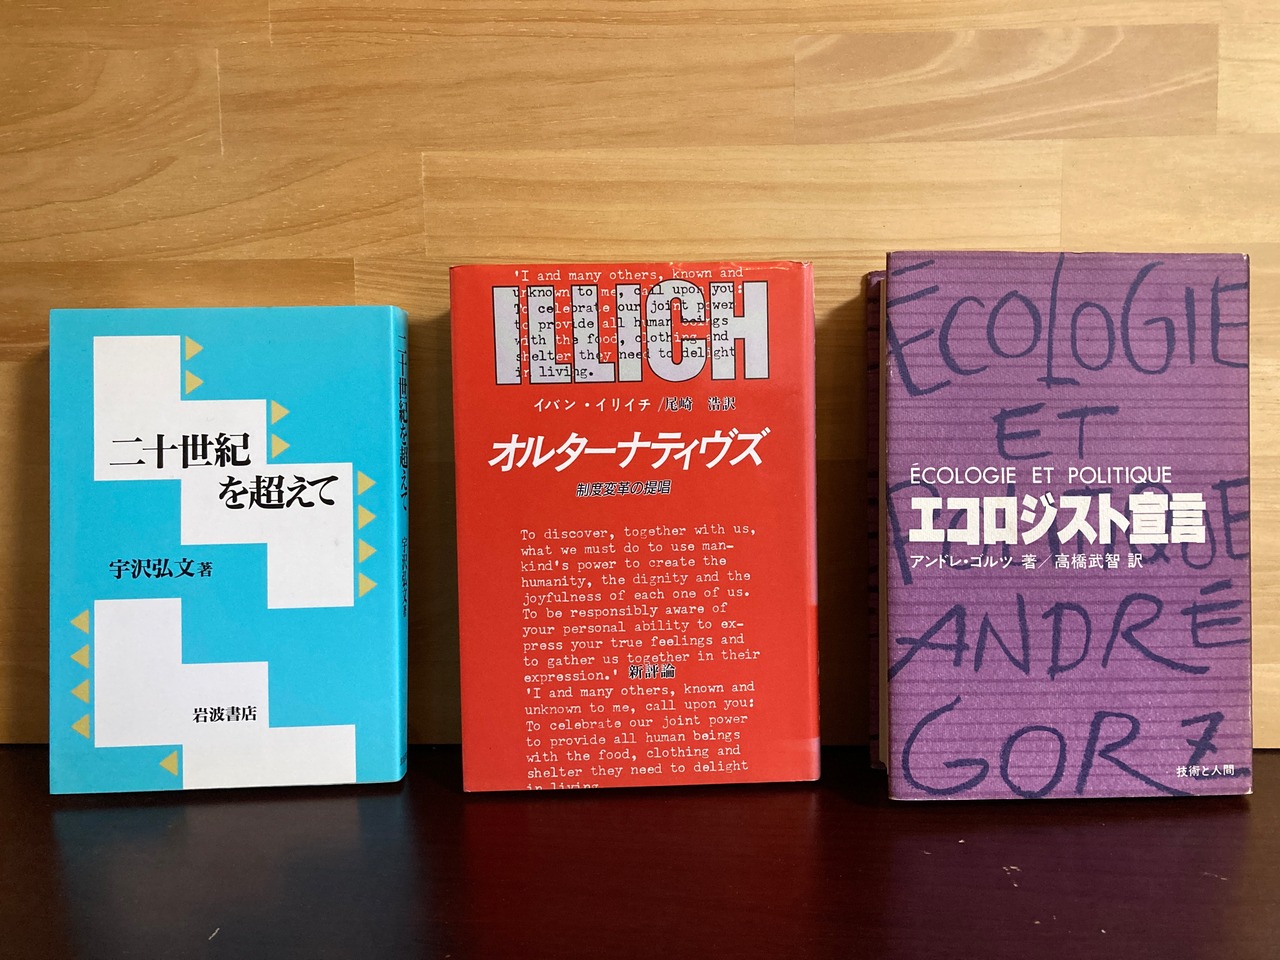 二十世紀
を超えて
宇沢弘文著
岩波書店
二十世紀を超えて
宇沢弘文著
'I and many others, known and
unknown to me, call upon you:
To celebrate our joint power
to provide all human beings
with the food, clothing and
shelter they need to delight
in living.
ILLICH
イバン・イリイチ/尾崎 浩訳
オルターナティヴズ
制度変革の提唱
To discover, together with us,
what we must do to use man-
kind's power to create the
humanity, the dignity and the
joyfulness of each one of us.
To be responsibly aware of
your personal ability to ex-
press your true feelings and
to gather us together in their
expression.' 新評論
'I and many others, known and
unknown to me, call upon you:
To celebrate our joint power
to provide all human beings
with the food, clothing and
shelter they need to delight
in living.
ÉCOLOGIE
ET
POLITIQUE
ANDRÉ
GORZ
ÉCOLOGIE ET POLITIQUE
エコロジスト宣言
アンドレ・ゴルツ 著/高橋武智 訳
技術と人間